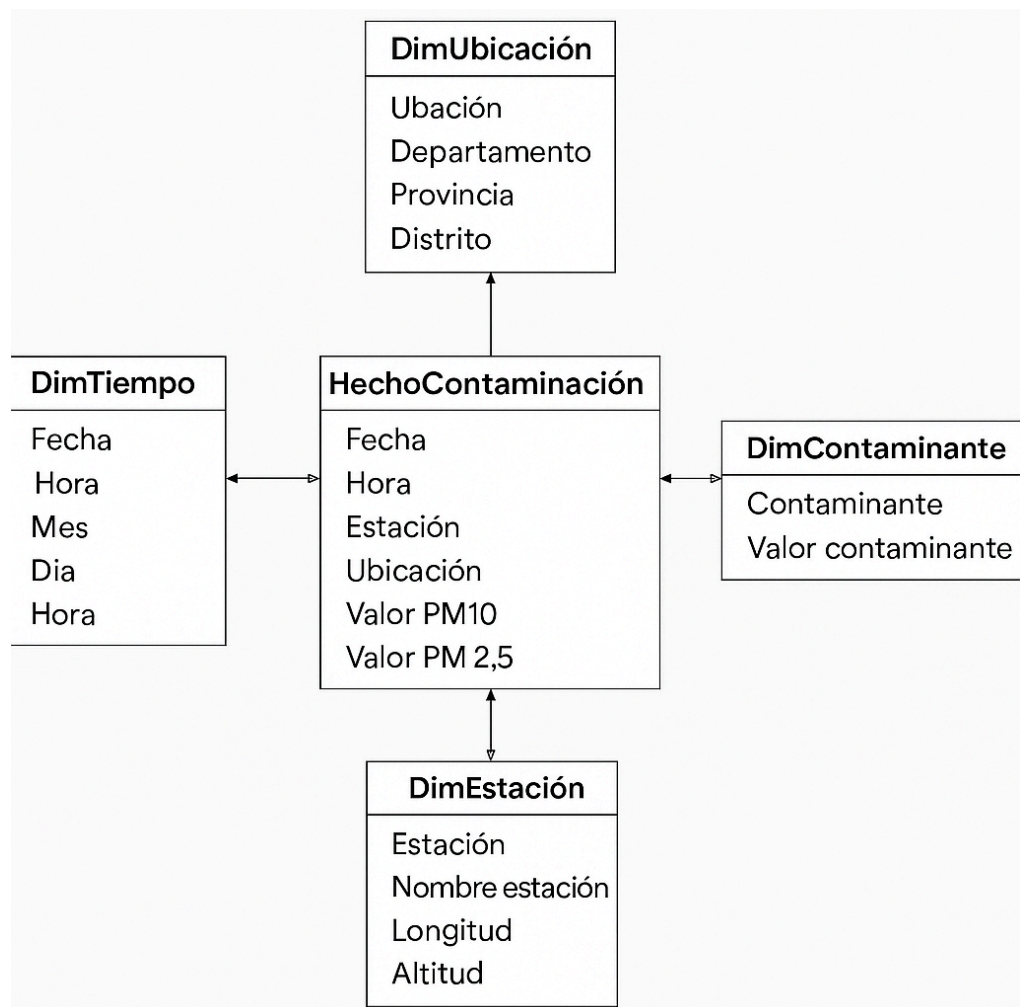 DimUbicación
Ubación
Departamento
Provincia
Distrito
DimTiempo
Fecha
Hora
Mes
Dia
Hora
HechoContaminación
Fecha
Hora
Estación
Ubicación
Valor PM10
Valor PM 2,5
DimContaminante
Contaminante
Valor contaminante
DimEstación
Estación
Nombre estación
Longitud
Altitud